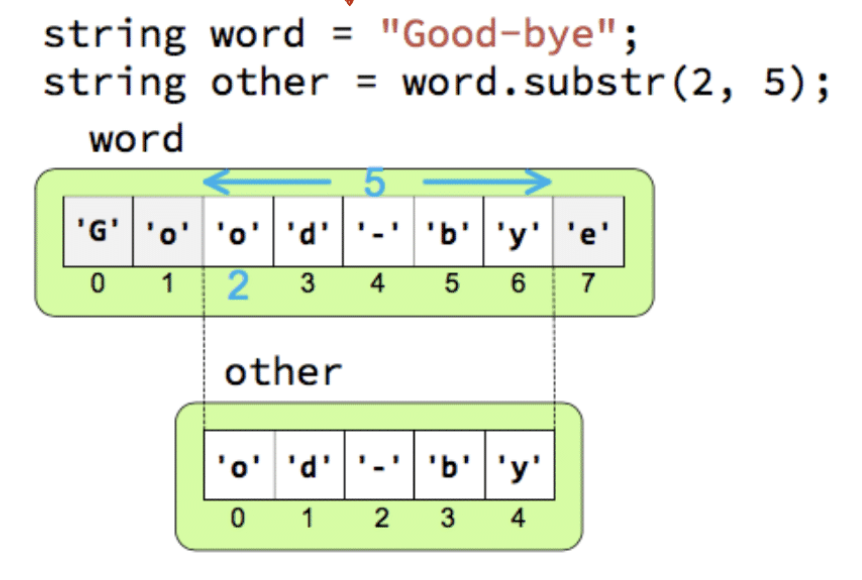 string word = "Good-bye";
string other = word.substr(2, 5);
word
5
'G' 'o' 'o' 'd' '-' 'b' 'y' 'e'
0 1 2 3 4 5 6 7
other
'o' 'd' '-' 'b' 'y'
0 1 2 3 4